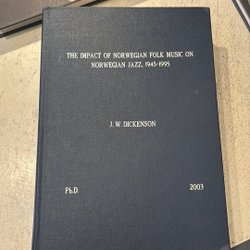 THE IMPACT OF NORWEGIAN FOLK MUSIC ON
NORWEGIAN JAZZ, 1945-1995
J. W. DICKENSON
Ph.D. 2003